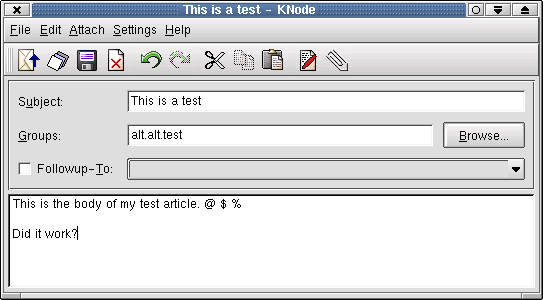 This is a test - KNode
File Edit Attach Settings Help
Subject: This is a test
Groups: alt.alt.test Browse...
Followup-To:
This is the body of my test article. @ $ %
Did it work?